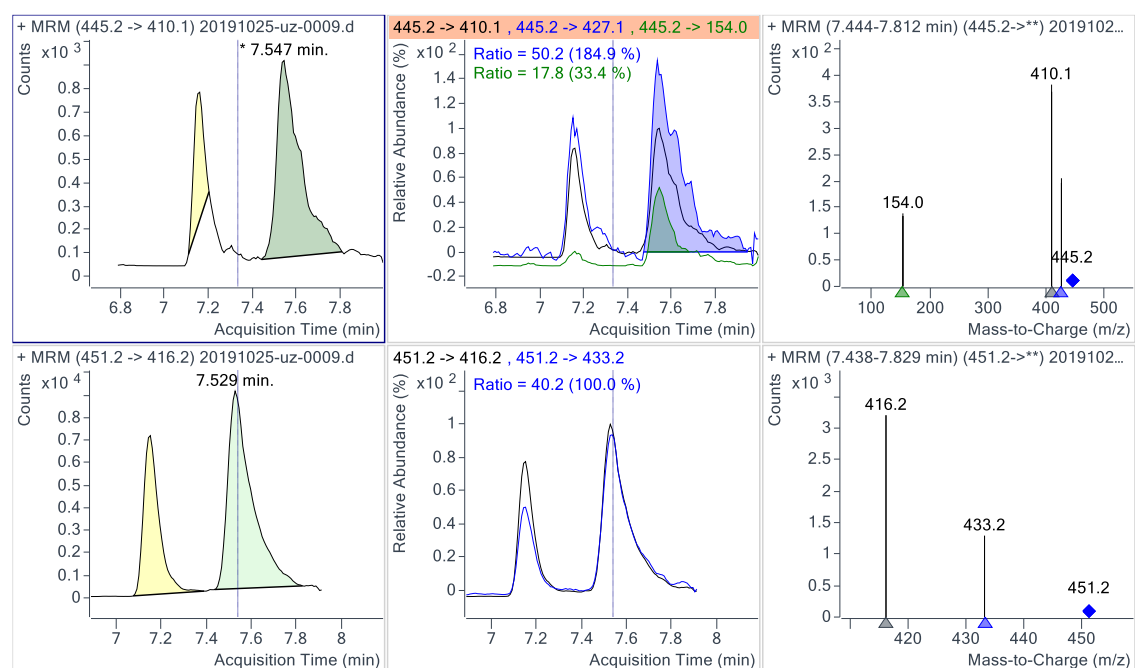 + MRM (445.2 -> 410.1) 20191025-uz-0009.d
Counts
x10 3
* 7.547 min.
0.8
0.7
0.6
0.5
0.4
0.3
0.2
0.1
0
6.8 7 7.2 7.4 7.6 7.8
Acquisition Time (min)
445.2 -> 410.1 , 445.2 -> 427.1 , 445.2 -> 154.0
Relative Abundance (%)
x10 2
Ratio = 50.2 (184.9 %)
Ratio = 17.8 (33.4 %)
1.4
1.2
1
0.8
0.6
0.4
0.2
0
-0.2
6.8 7 7.2 7.4 7.6 7.8
Acquisition Time (min)
+ MRM (7.444-7.812 min) (445.2->**) 2019102...
Counts
x10 2
4
3.5
3
2.5
2
1.5
1
0.5
0
410.1
154.0
445.2
100 200 300 400 500
Mass-to-Charge (m/z)
+ MRM (451.2 -> 416.2) 20191025-uz-0009.d
Counts
x10 4
7.529 min.
0.8
0.7
0.6
0.5
0.4
0.3
0.2
0.1
0
7 7.2 7.4 7.6 7.8 8
Acquisition Time (min)
451.2 -> 416.2 , 451.2 -> 433.2
Relative Abundance (%)
x10 2
Ratio = 40.2 (100.0 %)
1
0.8
0.6
0.4
0.2
0
7 7.2 7.4 7.6 7.8 8
Acquisition Time (min)
+ MRM (7.438-7.829 min) (451.2->**) 2019102...
Counts
x10 3
3
2.5
2
1.5
1
0.5
0
416.2
433.2
451.2
420 430 440 450
Mass-to-Charge (m/z)